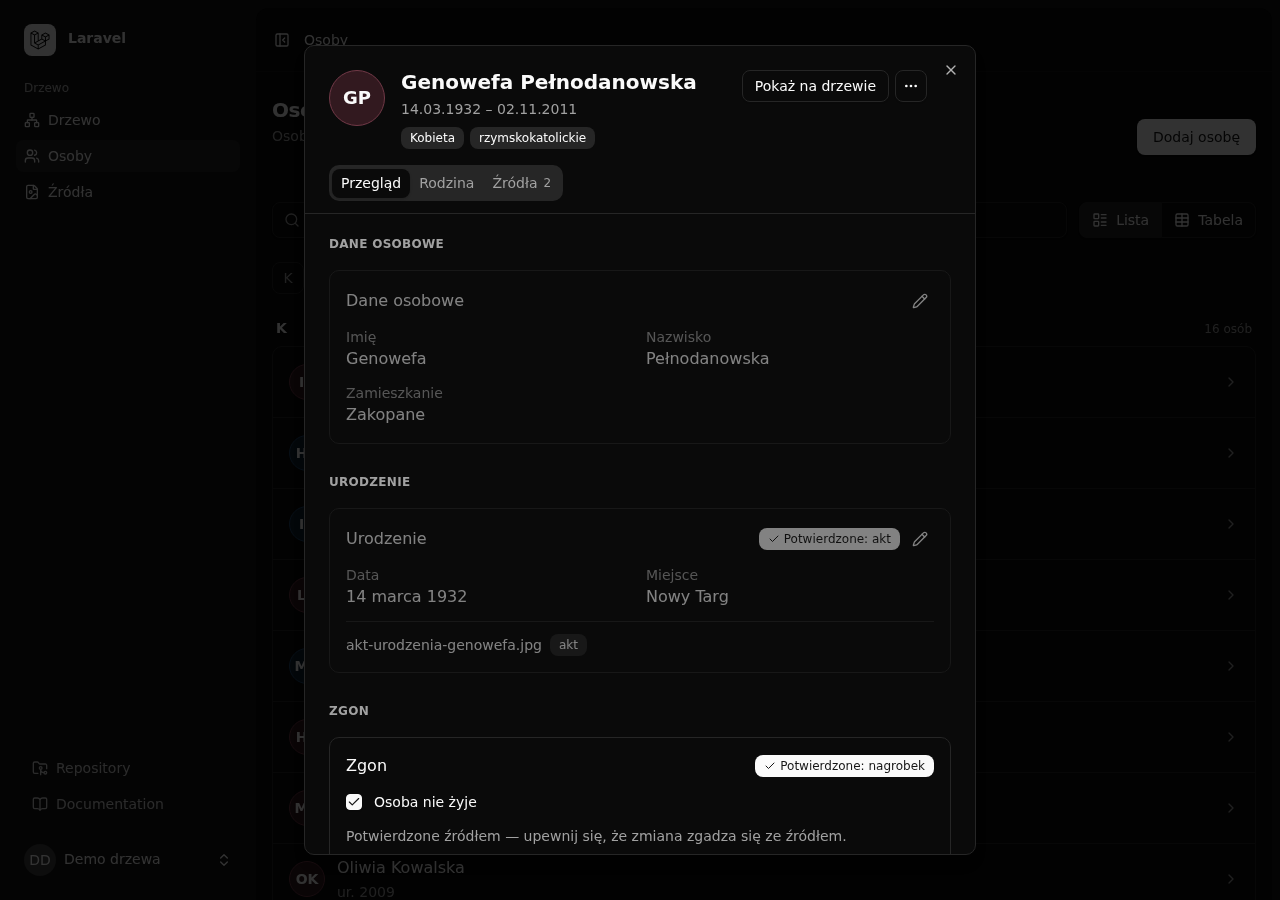 Laravel
Drzewo
Drzewo
Osoby
Źródła
Repository
Documentation
DD Demo drzewa
Osoby
Dodaj osobę
Lista
Tabela
K
K
16 osób
GP
Genowefa Pełnodanowska
14.03.1932 – 02.11.2011
Kobieta rzymskokatolickie
Pokaż na drzewie
Przegląd Rodzina Źródła 2
DANE OSOBOWE
Dane osobowe
Imię Nazwisko
Genowefa Pełnodanowska
Zamieszkanie
Zakopane
URODZENIE
Urodzenie Potwierdzone: akt
Data Miejsce
14 marca 1932 Nowy Targ
akt-urodzenia-genowefa.jpg akt
ZGON
Zgon Potwierdzone: nagrobek
Osoba nie żyje
Potwierdzone źródłem — upewnij się, że zmiana zgadza się ze źródłem.
OK Oliwia Kowalska
ur. 2009